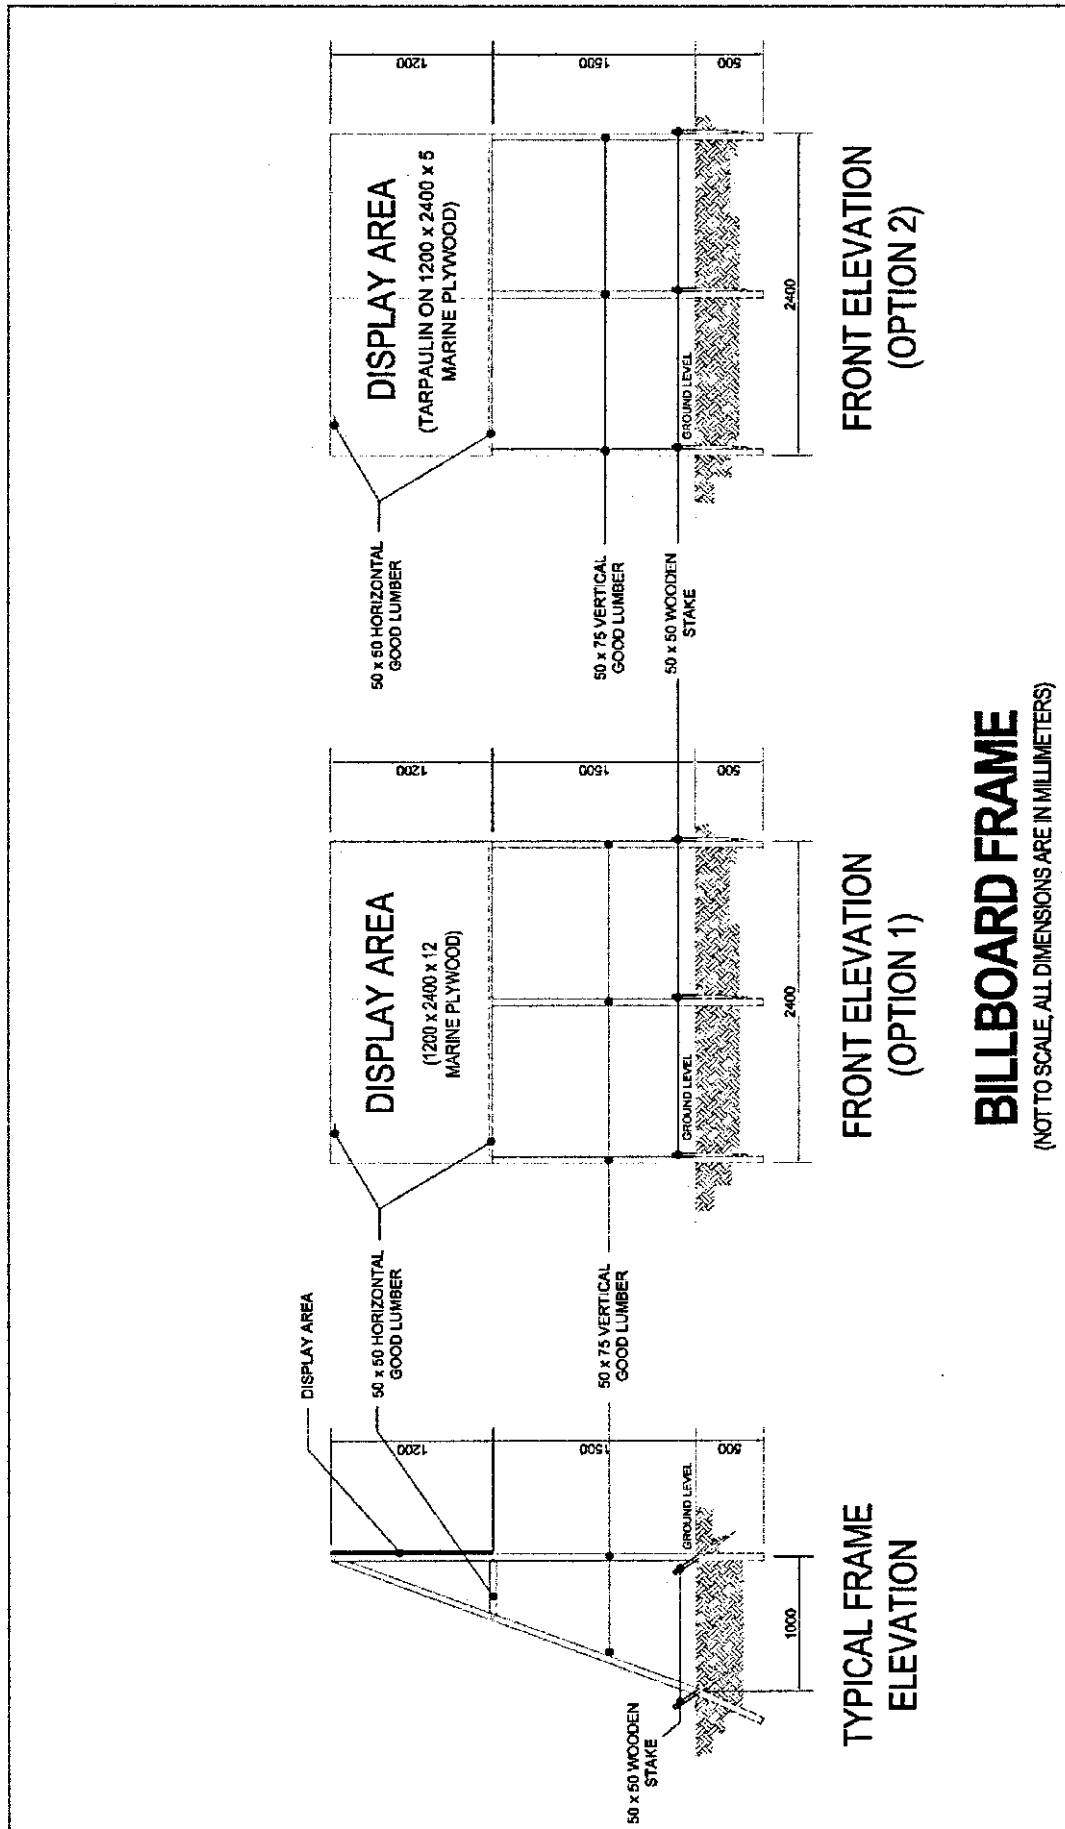 DISPLAY AREA
50 x 50 HORIZONTAL
GOOD LUMBER
50 x 75 VERTICAL
GOOD LUMBER
50 x 50 WOODEN
STAKE
GROUND LEVEL
1200
1500
500
1000
TYPICAL FRAME
ELEVATION
DISPLAY AREA
(1200 x 2400 x 12
MARINE PLYWOOD)
GROUND LEVEL
1200
1500
500
2400
FRONT ELEVATION
(OPTION 1)
50 x 50 HORIZONTAL
GOOD LUMBER
50 x 75 VERTICAL
GOOD LUMBER
50 x 50 WOODEN
STAKE
DISPLAY AREA
(TARPAULIN ON 1200 x 2400 x 5
MARINE PLYWOOD)
GROUND LEVEL
1200
1500
500
2400
FRONT ELEVATION
(OPTION 2)
BILLBOARD FRAME
(NOT TO SCALE, ALL DIMENSIONS ARE IN MILLIMETERS)